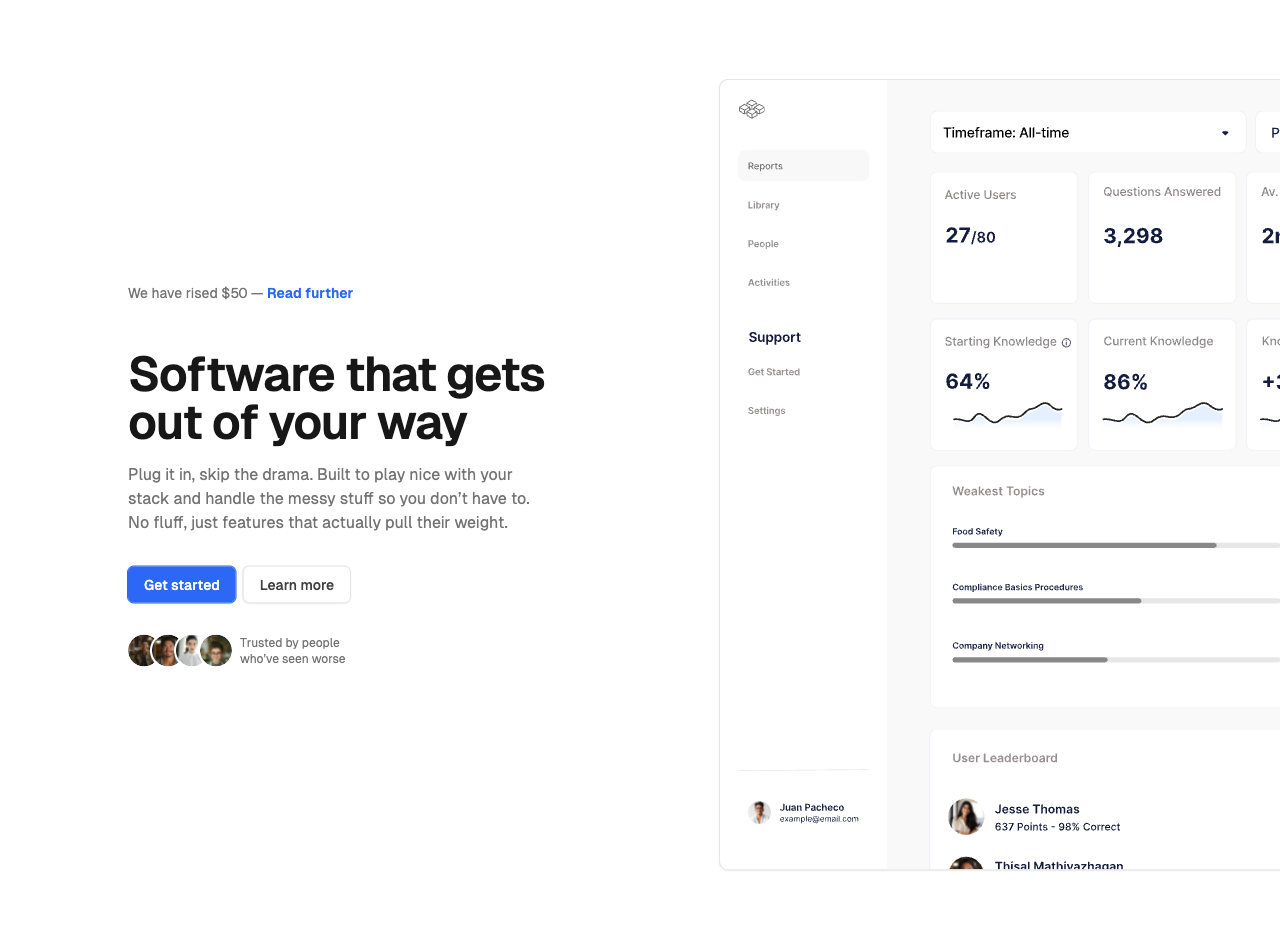 We have rised $50 — Read further
Software that gets
out of your way
Plug it in, skip the drama. Built to play nice with your
stack and handle the messy stuff so you don’t have to.
No fluff, just features that actually pull their weight.
Get started
Learn more
Trusted by people
who’ve seen worse
Reports
Library
People
Activities
Support
Get Started
Settings
Juan Pacheco
example@email.com
Timeframe: All-time
P
Active Users
27/80
Questions Answered
3,298
Av.
Starting Knowledge
64%
Current Knowledge
86%
Weakest Topics
Food Safety
Compliance Basics Procedures
Company Networking
User Leaderboard
Jesse Thomas
637 Points - 98% Correct
Thisal Mathiyazhagan